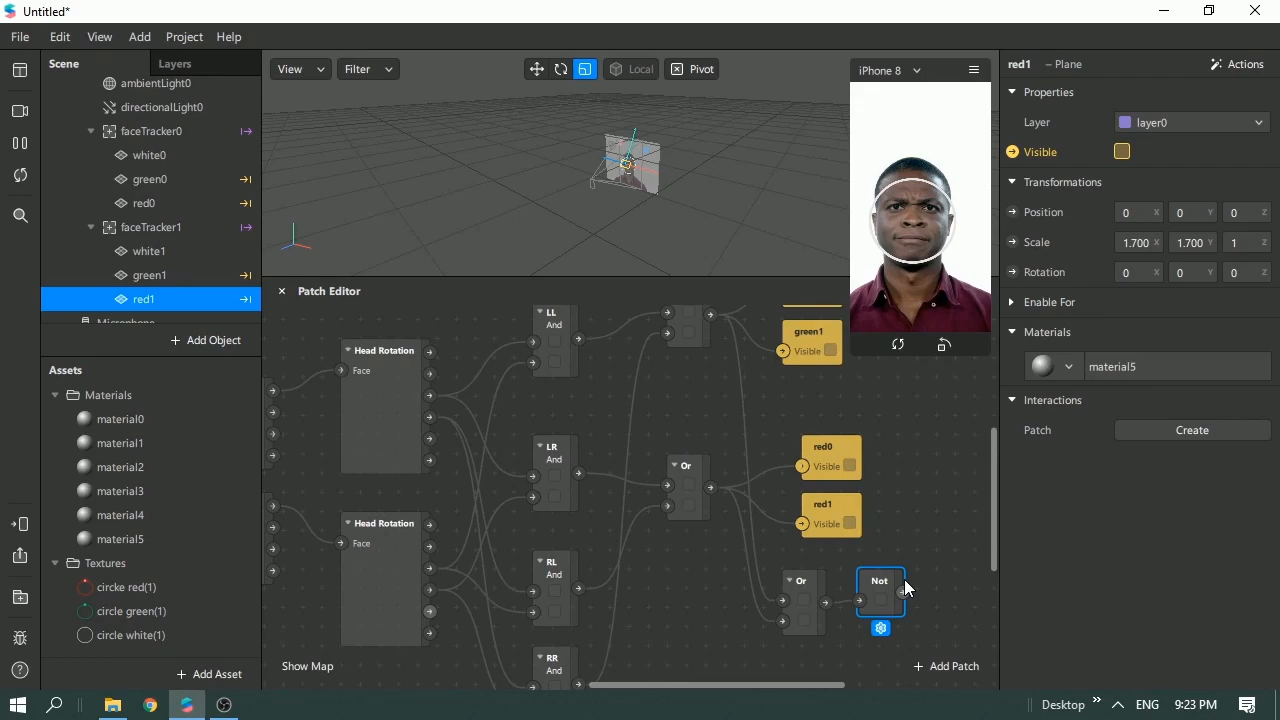 Untitled*
File Edit View Add Project Help
Scene Layers
ambientLight0
directionalLight0
faceTracker0
white0
green0
red0
faceTracker1
white1
green1
red1
Microphone
Add Object
Assets
Materials
material0
material1
material2
material3
material4
material5
Textures
circke red(1)
circle green(1)
circle white(1)
Add Asset
View Filter Local Pivot
iPhone 8
Patch Editor
Head Rotation
Face
Head Rotation
Face
LL
And
LR
And
RL
And
RR
And
Or
green1
Visible
red0
Visible
red1
Visible
Or
Not
Show Map
Add Patch
red1 – Plane Actions
Properties
Layer layer0
Visible
Transformations
Position 0 X 0 Y 0 Z
Scale 1.700 X 1.700 Y 1 Z
Rotation 0 X 0 Y 0 Z
Enable For
Materials
material5
Interactions
Patch Create
Desktop ENG 9:23 PM